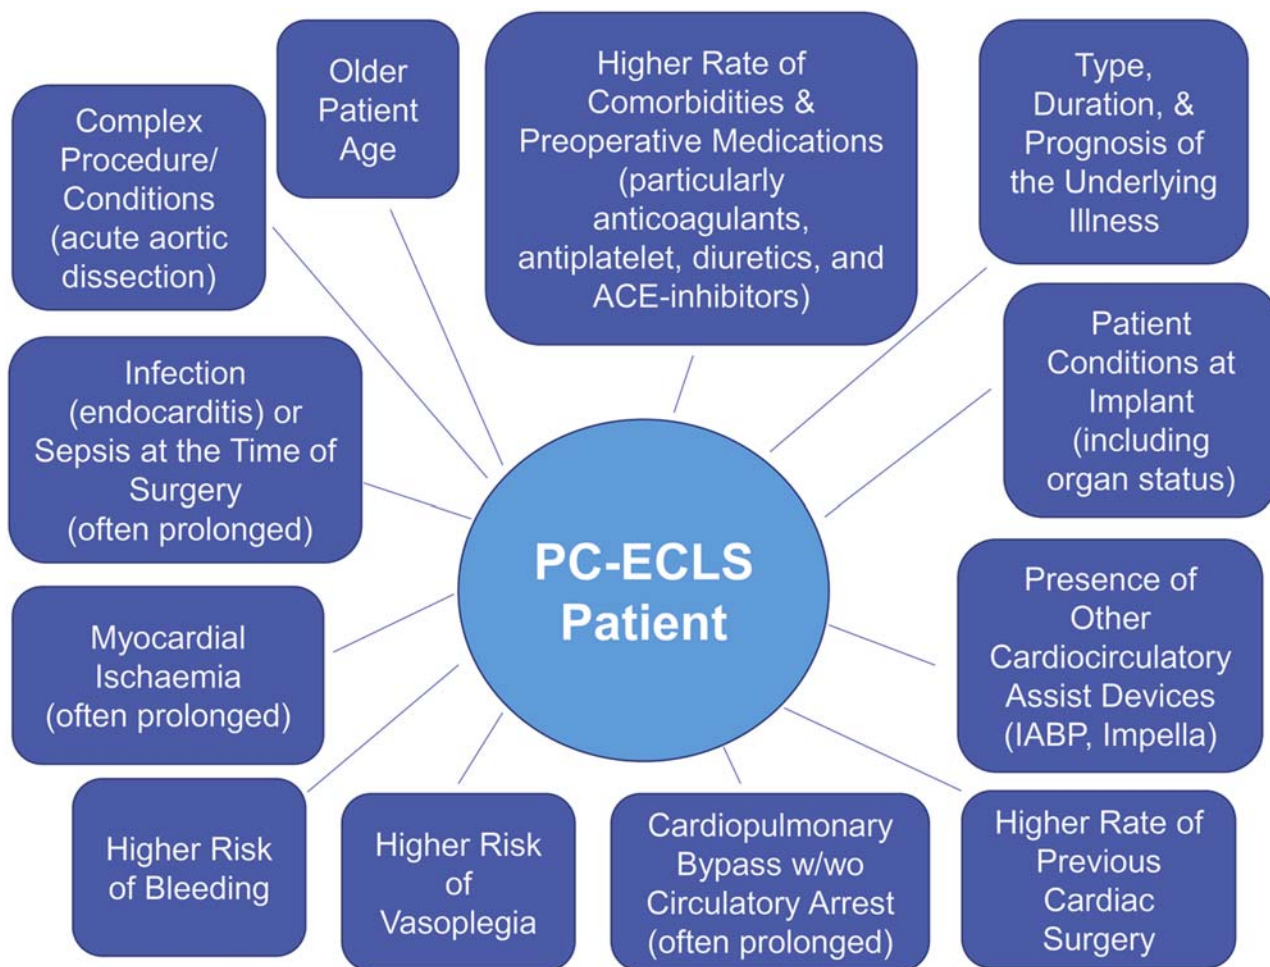 Complex
Procedure/
Conditions
(acute aortic
dissection)
Older
Patient
Age
Higher Rate of
Comorbidities &
Preoperative Medications
(particularly
anticoagulants,
antiplatelet, diuretics, and
ACE-inhibitors)
Type,
Duration, &
Prognosis of
the Underlying
Illness
Infection
(endocarditis) or
Sepsis at the Time of
Surgery
(often prolonged)
Patient
Conditions at
Implant
(including
organ status)
PC-ECLS
Patient
Myocardial
Ischaemia
(often prolonged)
Presence of
Other
Cardiocirculatory
Assist Devices
(IABP, Impella)
Higher Risk
of Bleeding
Higher Risk
of
Vasoplegia
Cardiopulmonary
Bypass w/wo
Circulatory Arrest
(often prolonged)
Higher Rate of
Previous
Cardiac
Surgery